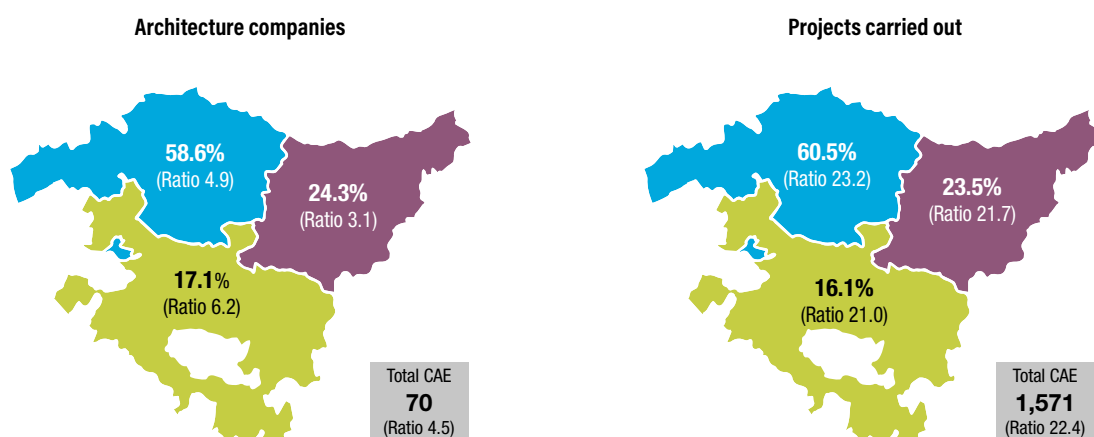 Architecture companies
58.6%
(Ratio 4.9)
24.3%
(Ratio 3.1)
17.1%
(Ratio 6.2)
Total CAE
70
(Ratio 4.5)
Projects carried out
60.5%
(Ratio 23.2)
23.5%
(Ratio 21.7)
16.1%
(Ratio 21.0)
Total CAE
1,571
(Ratio 22.4)